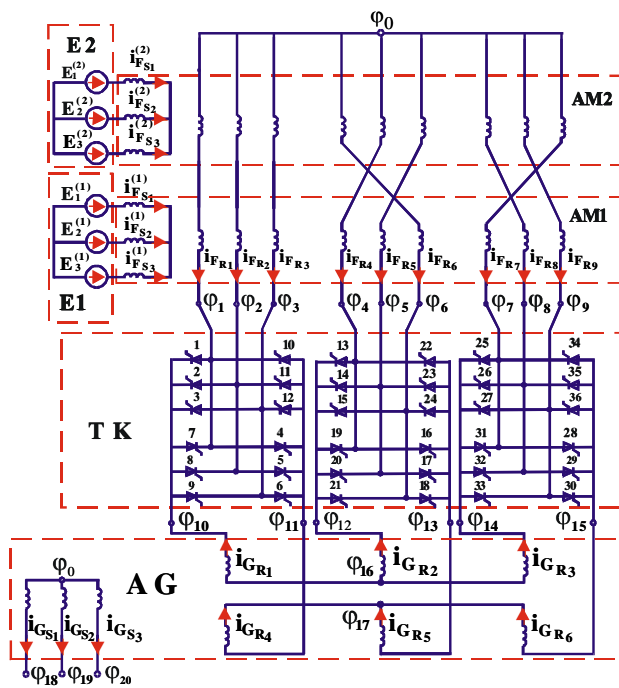 φ0
E2
E1(2) iFS1(2)
E2(2) iFS2(2)
E3(2) iFS3(2)
AM2
E1(1) iFS1(1)
E2(1) iFS2(1)
E3(1) iFS3(1)
E1
AM1
iFR1 iFR2 iFR3 iFR4 iFR5 iFR6 iFR7 iFR8 iFR9
φ1 φ2 φ3 φ4 φ5 φ6 φ7 φ8 φ9
TK
1 10 13 22 25 34
2 11 14 23 26 35
3 12 15 24 27 36
7 4 19 16 31 28
8 5 20 17 32 29
9 6 21 18 33 30
φ10 φ11 φ12 φ13 φ14 φ15
AG
φ0
iGR1 φ16 iGR2 iGR3
iGS1 iGS2 iGS3
iGR4 φ17 iGR5 iGR6
φ18 φ19 φ20